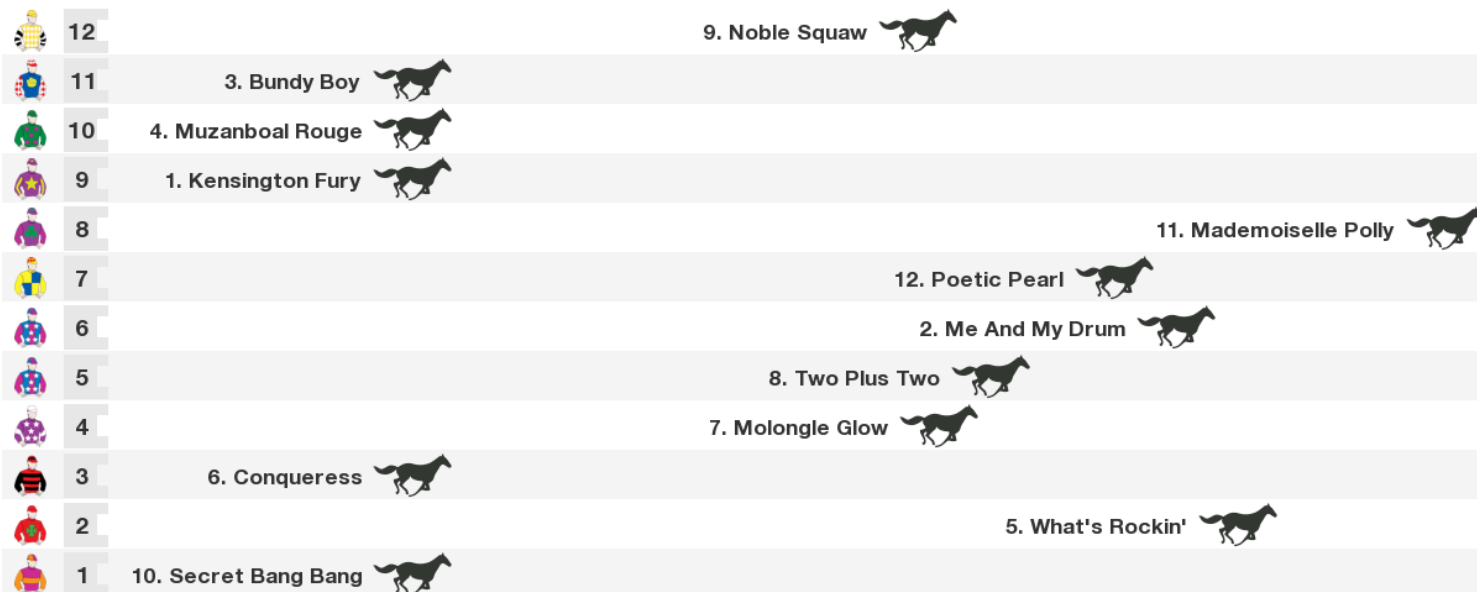 12 9. Noble Squaw
11 3. Bundy Boy
10 4. Muzanboal Rouge
9 1. Kensington Fury
8 11. Mademoiselle Polly
7 12. Poetic Pearl
6 2. Me And My Drum
5 8. Two Plus Two
4 7. Molongle Glow
3 6. Conqueress
2 5. What's Rockin'
1 10. Secret Bang Bang